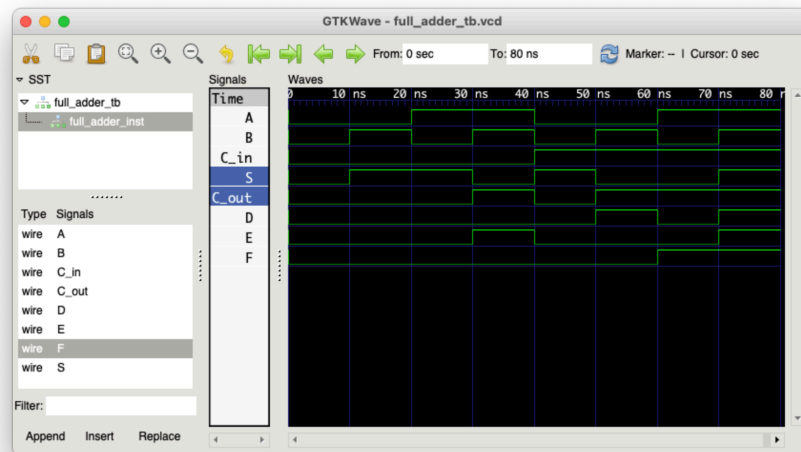 GTKWave - full_adder_tb.vcd
From: 0 sec To: 80 ns Marker: -- | Cursor: 0 sec
SST
full_adder_tb
full_adder_inst
Type Signals
wire A
wire B
wire C_in
wire C_out
wire D
wire E
wire F
wire S
Filter:
Append Insert Replace
Signals
Time
A
B
C_in
S
C_out
D
E
F
Waves
0 10 ns 20 ns 30 ns 40 ns 50 ns 60 ns 70 ns 80 n